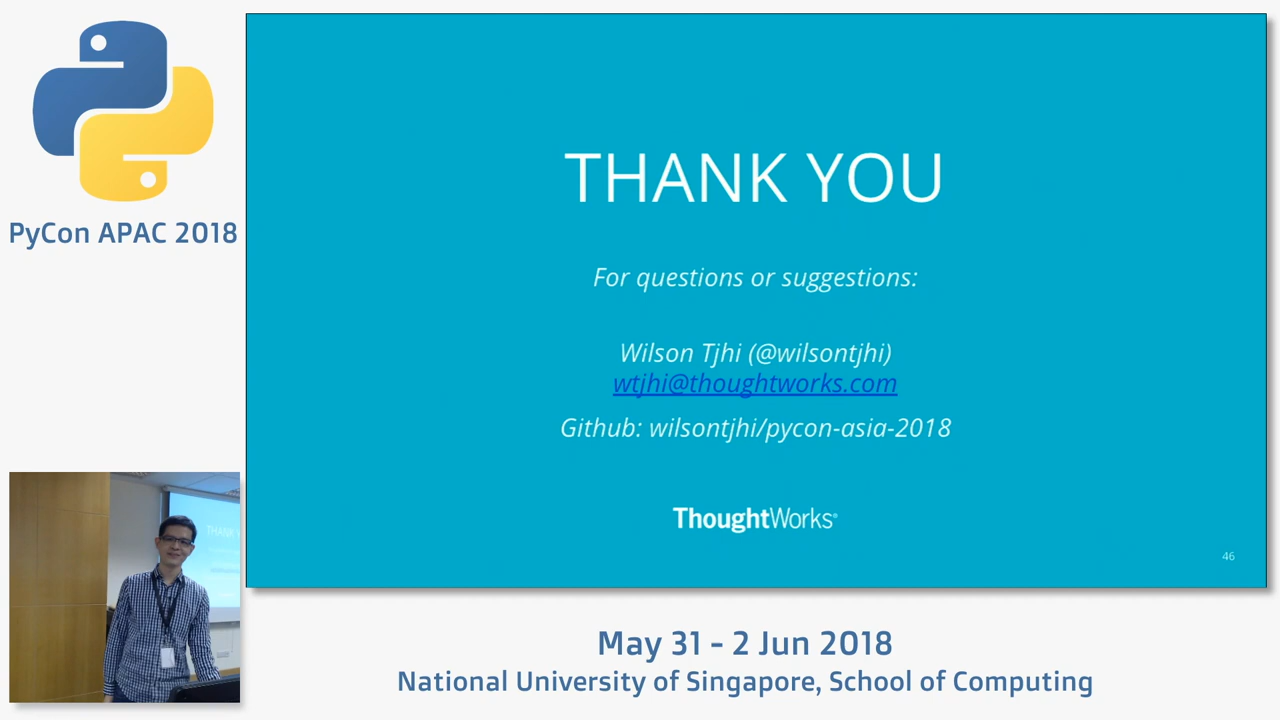 PyCon APAC 2018
THANK YOU
For questions or suggestions:
Wilson Tjhi (@wilsontjhi)
wtjhi@thoughtworks.com
Github: wilsontjhi/pycon-asia-2018
ThoughtWorks®
46
THANK
May 31 - 2 Jun 2018
National University of Singapore, School of Computing